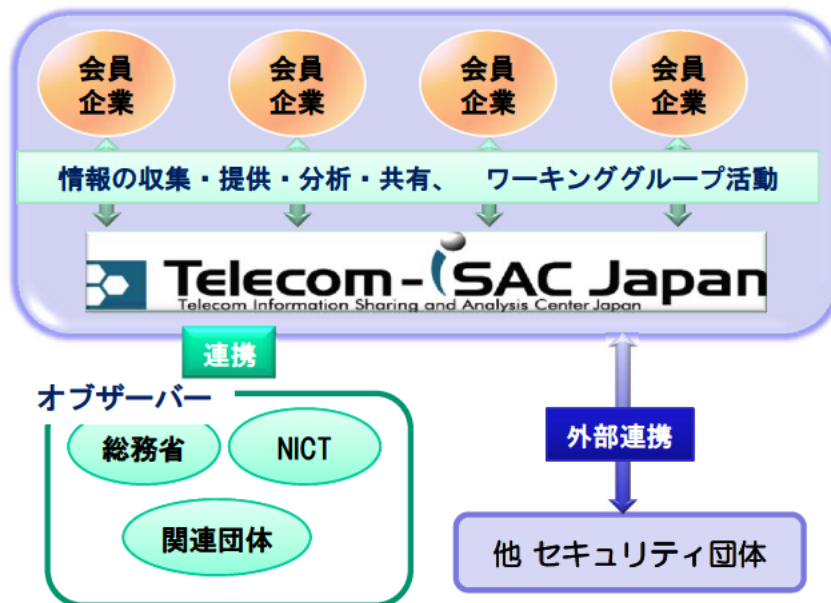 会員
企業
会員
企業
会員
企業
会員
企業
情報の収集・提供・分析・共有、　ワーキンググループ活動
Telecom-iSAC Japan
Telecom Information Sharing and Analysis Center Japan
連携
オブザーバー
総務省
NICT
関連団体
外部連携
他 セキュリティ団体